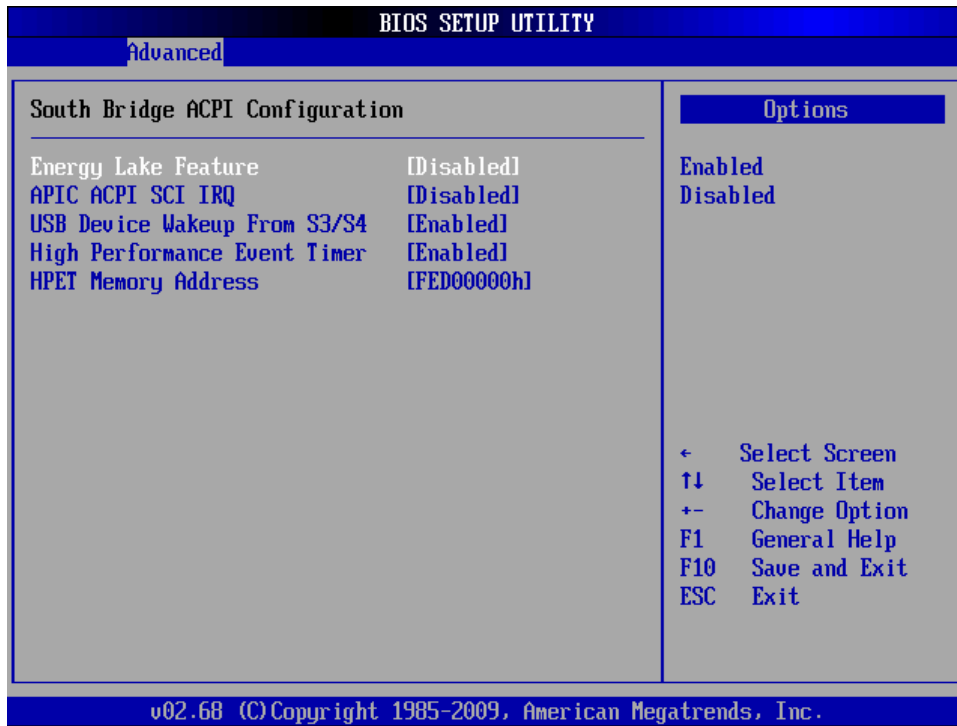 BIOS SETUP UTILITY
Advanced
South Bridge ACPI Configuration
Energy Lake Feature [Disabled]
APIC ACPI SCI IRQ [Disabled]
USB Device Wakeup From S3/S4 [Enabled]
High Performance Event Timer [Enabled]
HPET Memory Address [FED00000h]
Options
Enabled
Disabled
← Select Screen
↑↓ Select Item
+- Change Option
F1 General Help
F10 Save and Exit
ESC Exit
v02.68 (C)Copyright 1985-2009, American Megatrends, Inc.